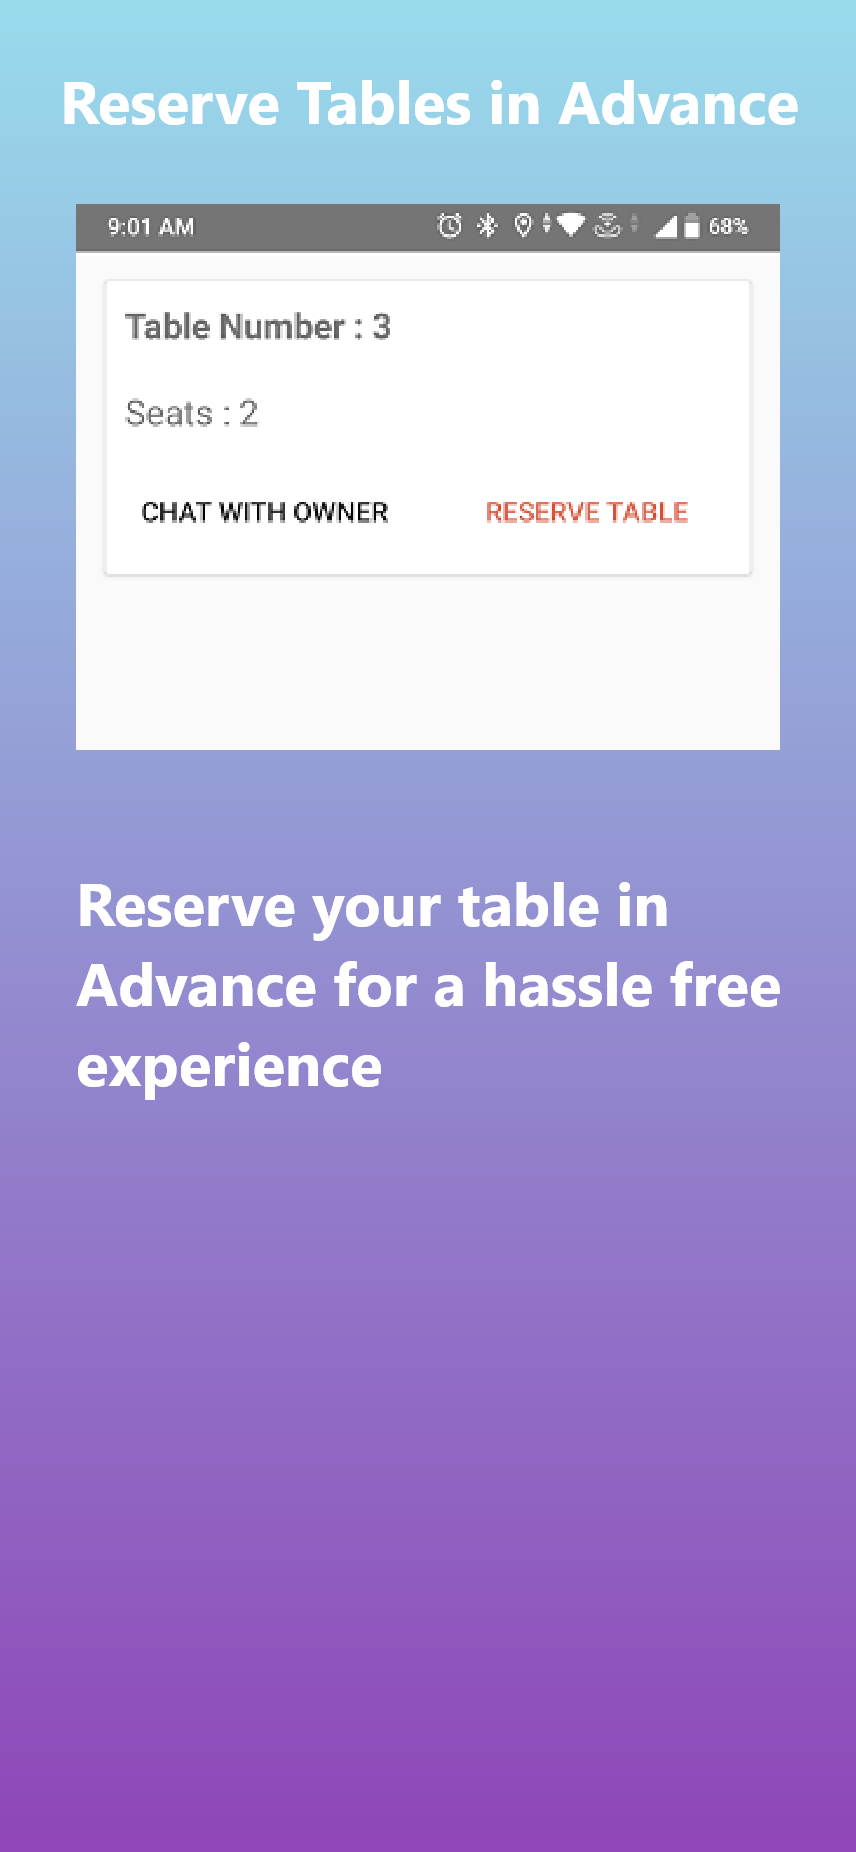 Reserve Tables in Advance
9:01 AM 68%
Table Number : 3
Seats : 2
CHAT WITH OWNER RESERVE TABLE
Reserve your table in
Advance for a hassle free
experience